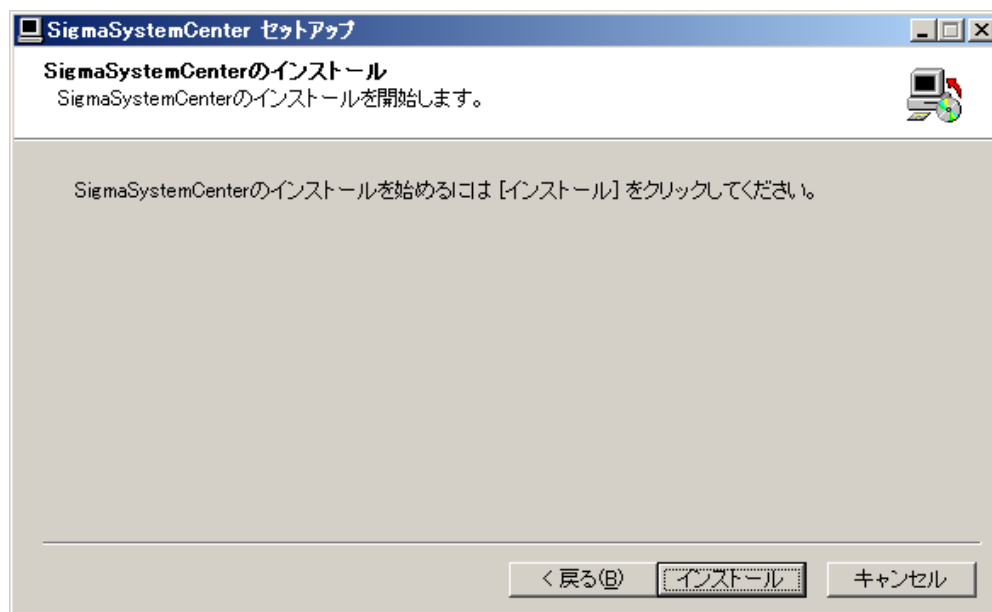 SigmaSystemCenter セットアップ
SigmaSystemCenterのインストール
SigmaSystemCenterのインストールを開始します。
SigmaSystemCenterのインストールを始めるには [インストール] をクリックしてください。
< 戻る(B)
インストール
キャンセル